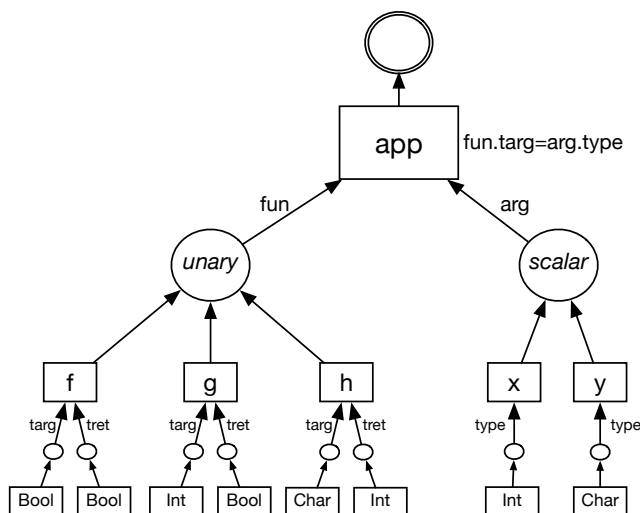 app
fun.targ=arg.type
fun
arg
unary
scalar
f
g
h
x
y
targ
tret
targ
tret
targ
tret
type
type
Bool
Bool
Int
Bool
Char
Int
Int
Char